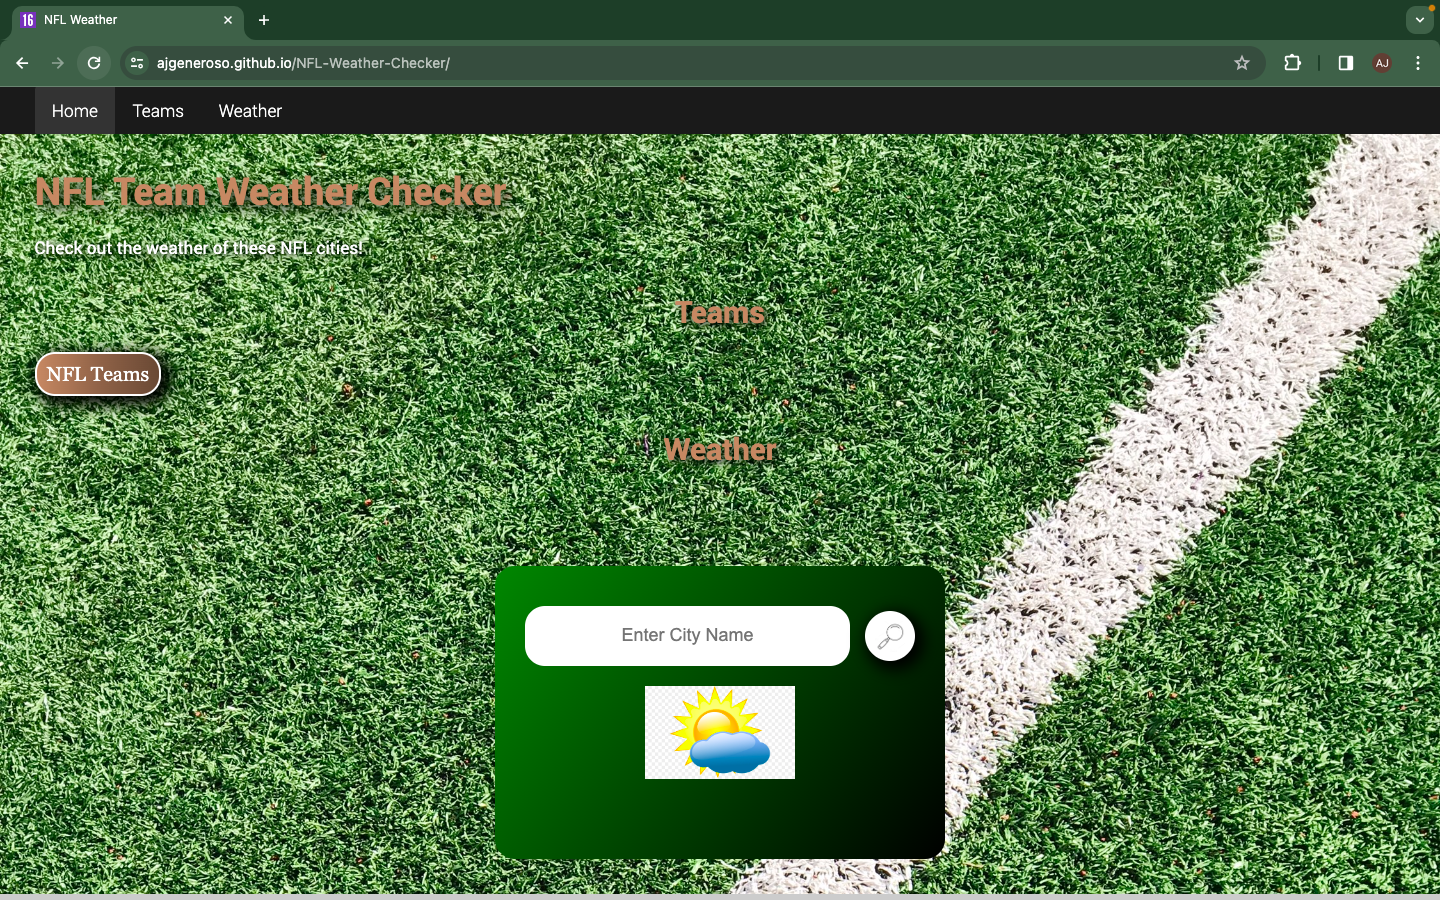 16 NFL Weather
ajgeneroso.github.io/NFL-Weather-Checker/
AJ
Home Teams Weather
NFL Team Weather Checker
Check out the weather of these NFL cities!
Teams
NFL Teams
Weather
Enter City Name